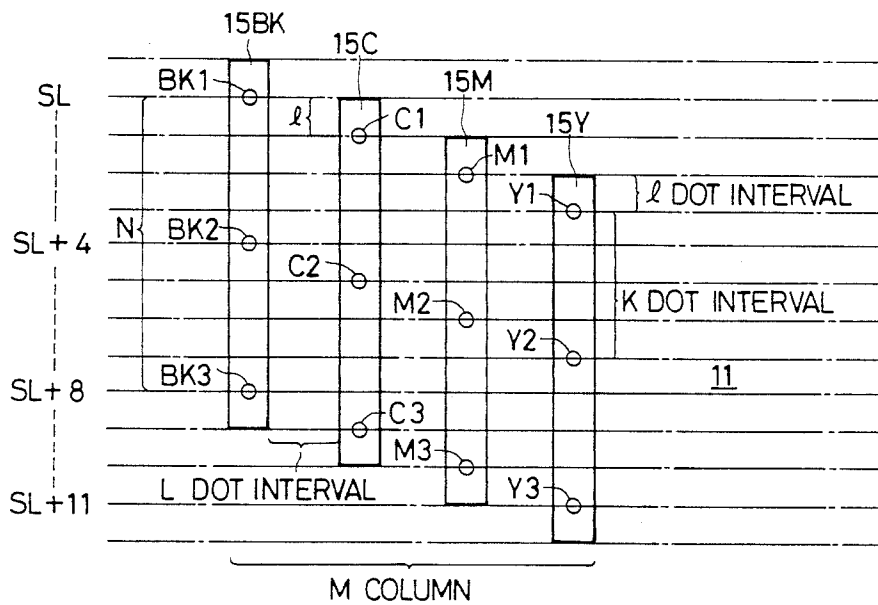 15BK
15C
15M
15Y
SL
BK1
ℓ
C1
M1
Y1
ℓ DOT INTERVAL
N
SL+4
BK2
C2
K DOT INTERVAL
M2
Y2
SL+8
BK3
11
C3
M3
L DOT INTERVAL
SL+11
Y3
M COLUMN